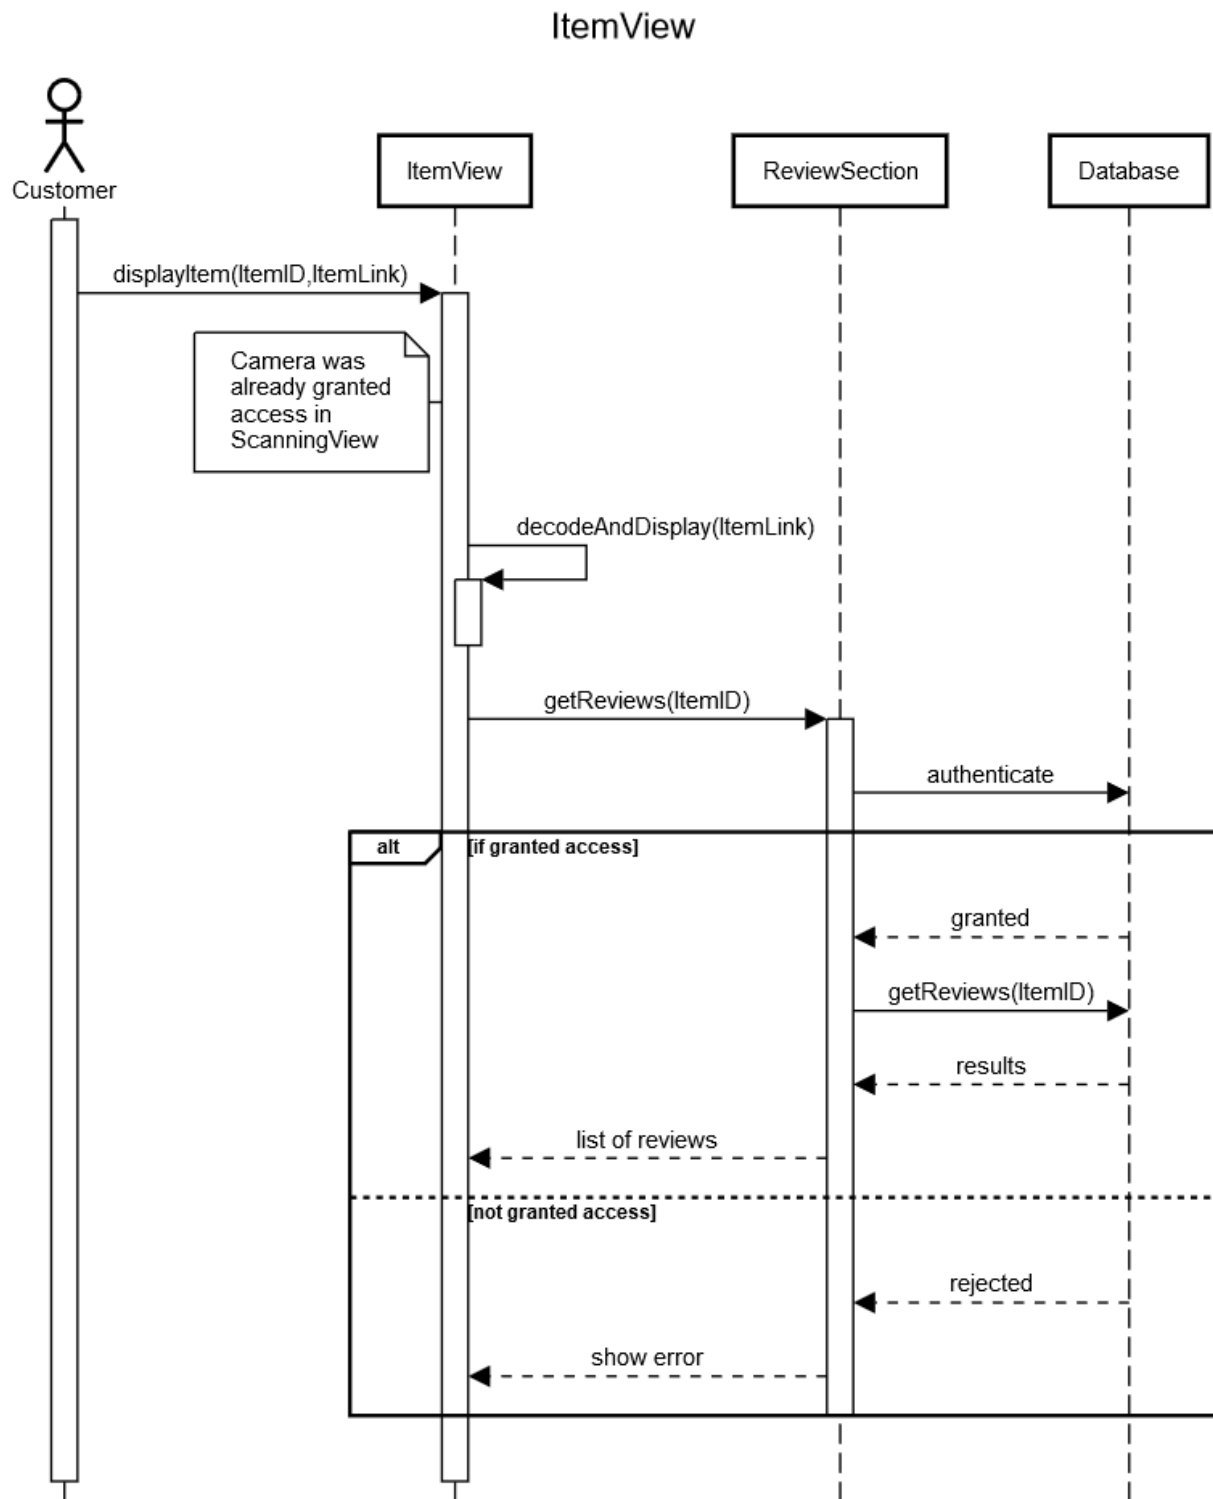 ItemView
Customer
ItemView
ReviewSection
Database
displayItem(ItemID,ItemLink)
Camera was
already granted
access in
ScanningView
decodeAndDisplay(ItemLink)
getReviews(ItemID)
authenticate
alt
[if granted access]
granted
getReviews(ItemID)
results
list of reviews
[not granted access]
rejected
show error